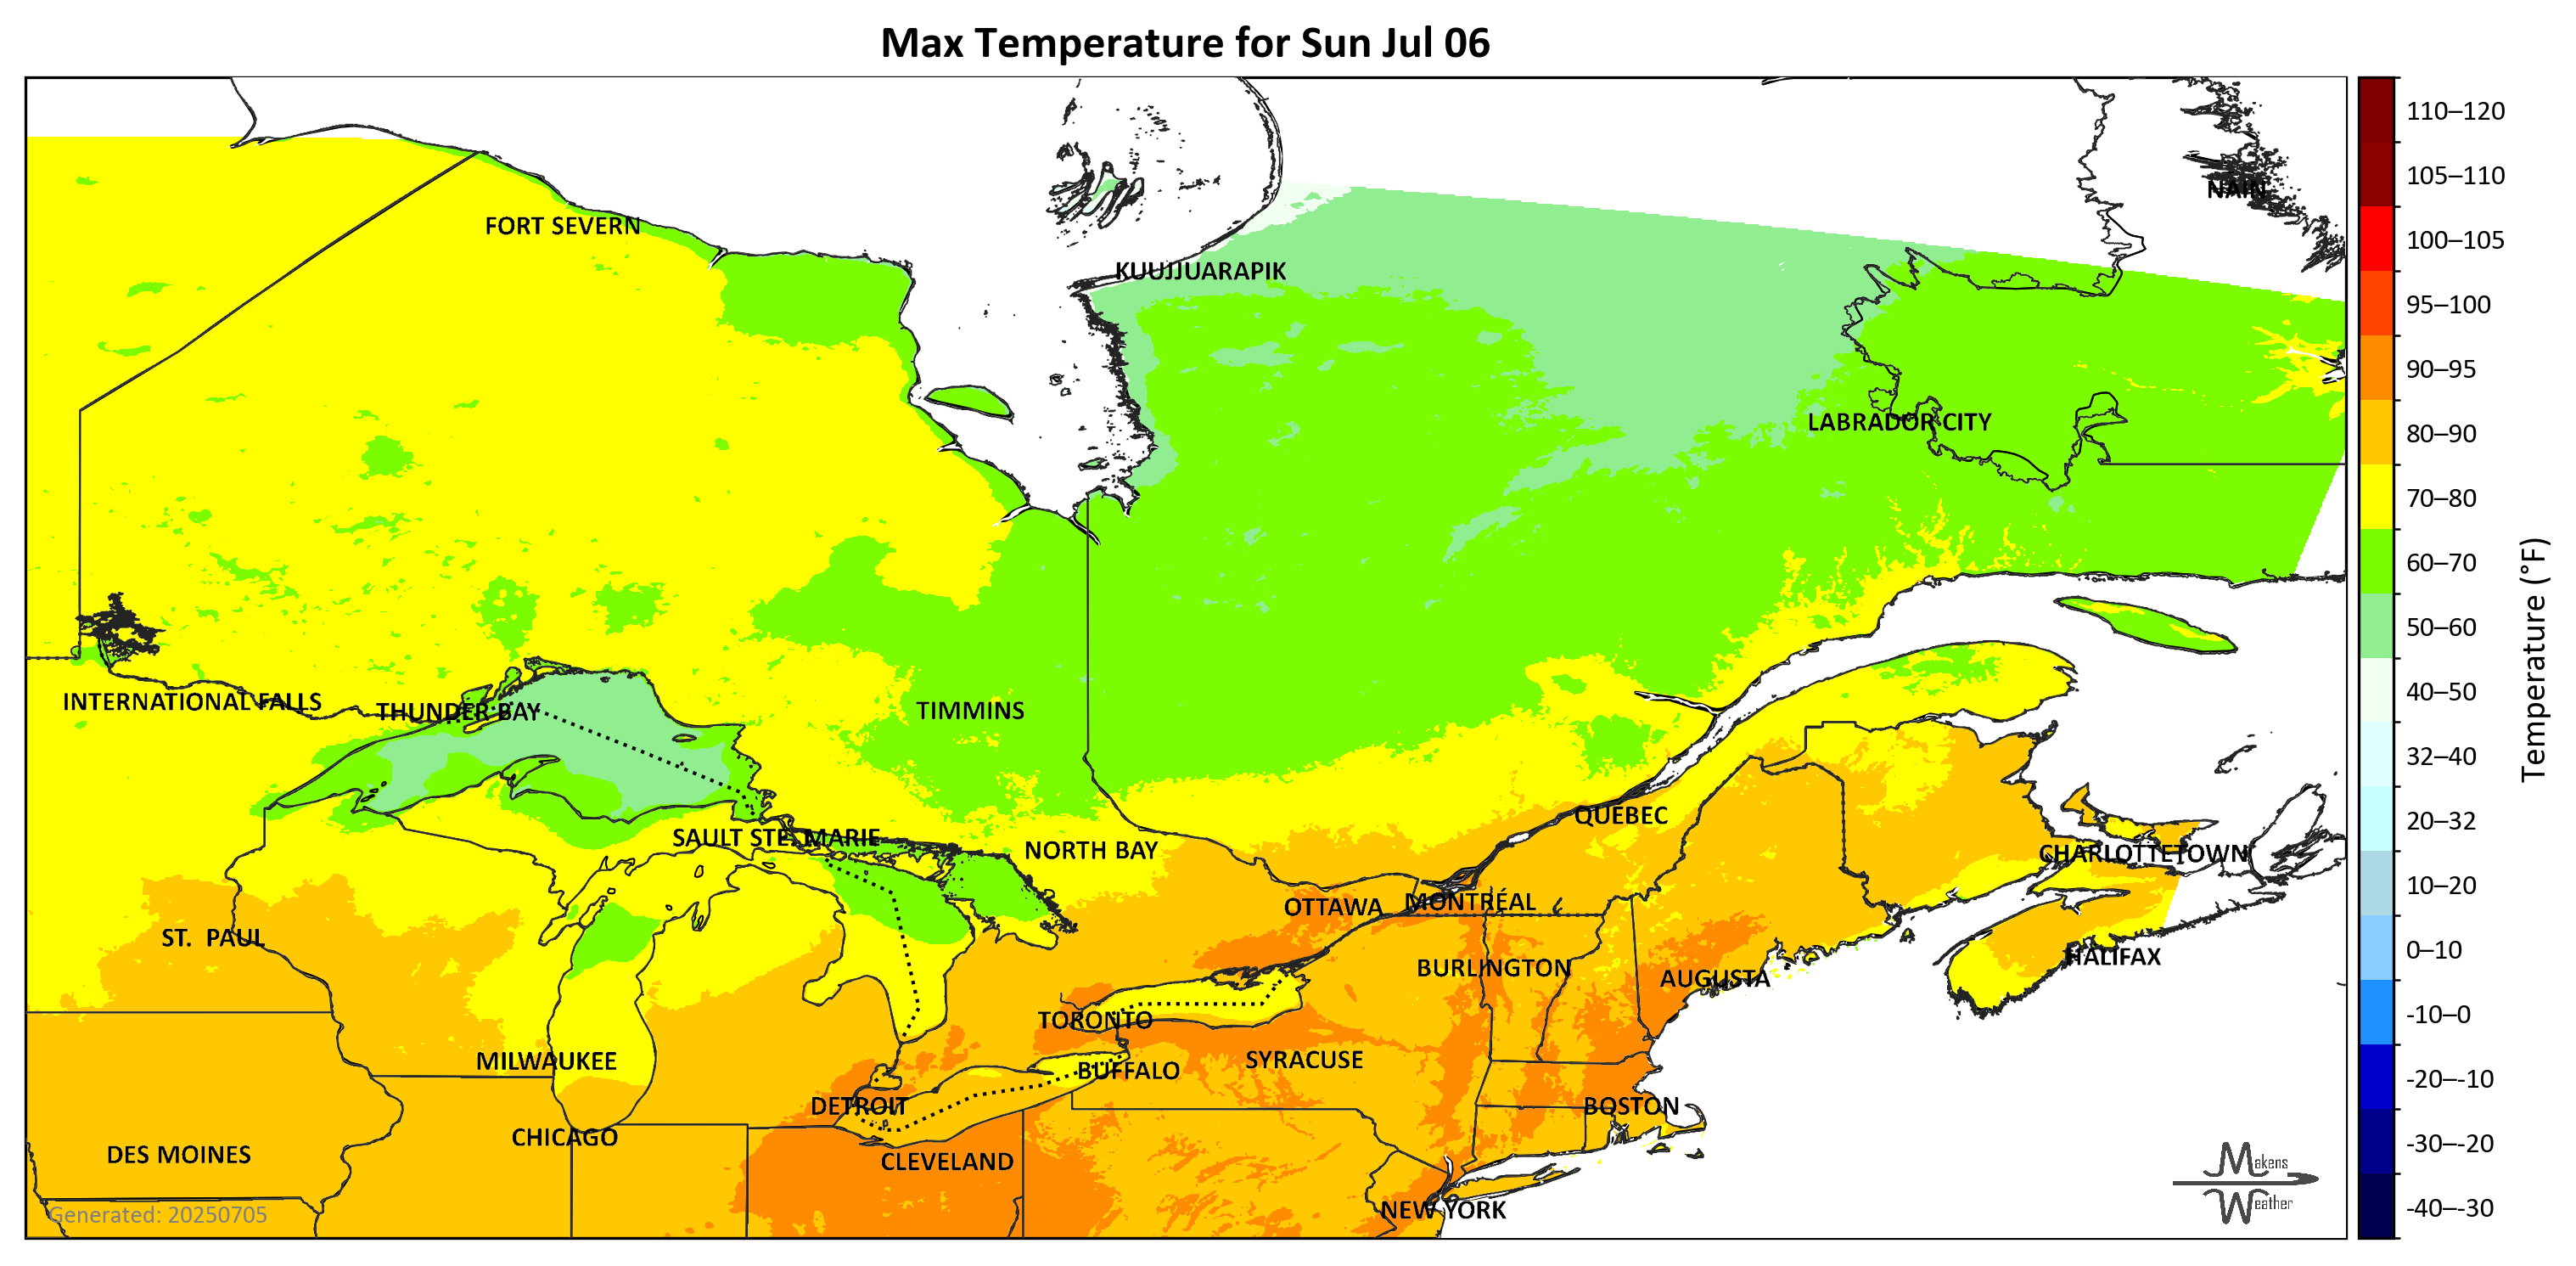 Max Temperature for Sun Jul 06
NAIN
FORT SEVERN
KUUJJUARAPIK
LABRADOR CITY
INTERNATIONAL FALLS
THUNDER BAY
TIMMINS
QUEBEC
SAULT STE. MARIE
NORTH BAY
CHARLOTTETOWN
OTTAWA
MONTRÉAL
ST. PAUL
HALIFAX
BURLINGTON
AUGUSTA
TORONTO
MILWAUKEE
SYRACUSE
BUFFALO
DETROIT
BOSTON
CHICAGO
DES MOINES
CLEVELAND
NEW YORK
Generated: 20250705
Makens
Weather
110–120
105–110
100–105
95–100
90–95
80–90
70–80
60–70
50–60
40–50
32–40
20–32
10–20
0–10
-10–0
-20–-10
-30–-20
-40–-30
Temperature (°F)